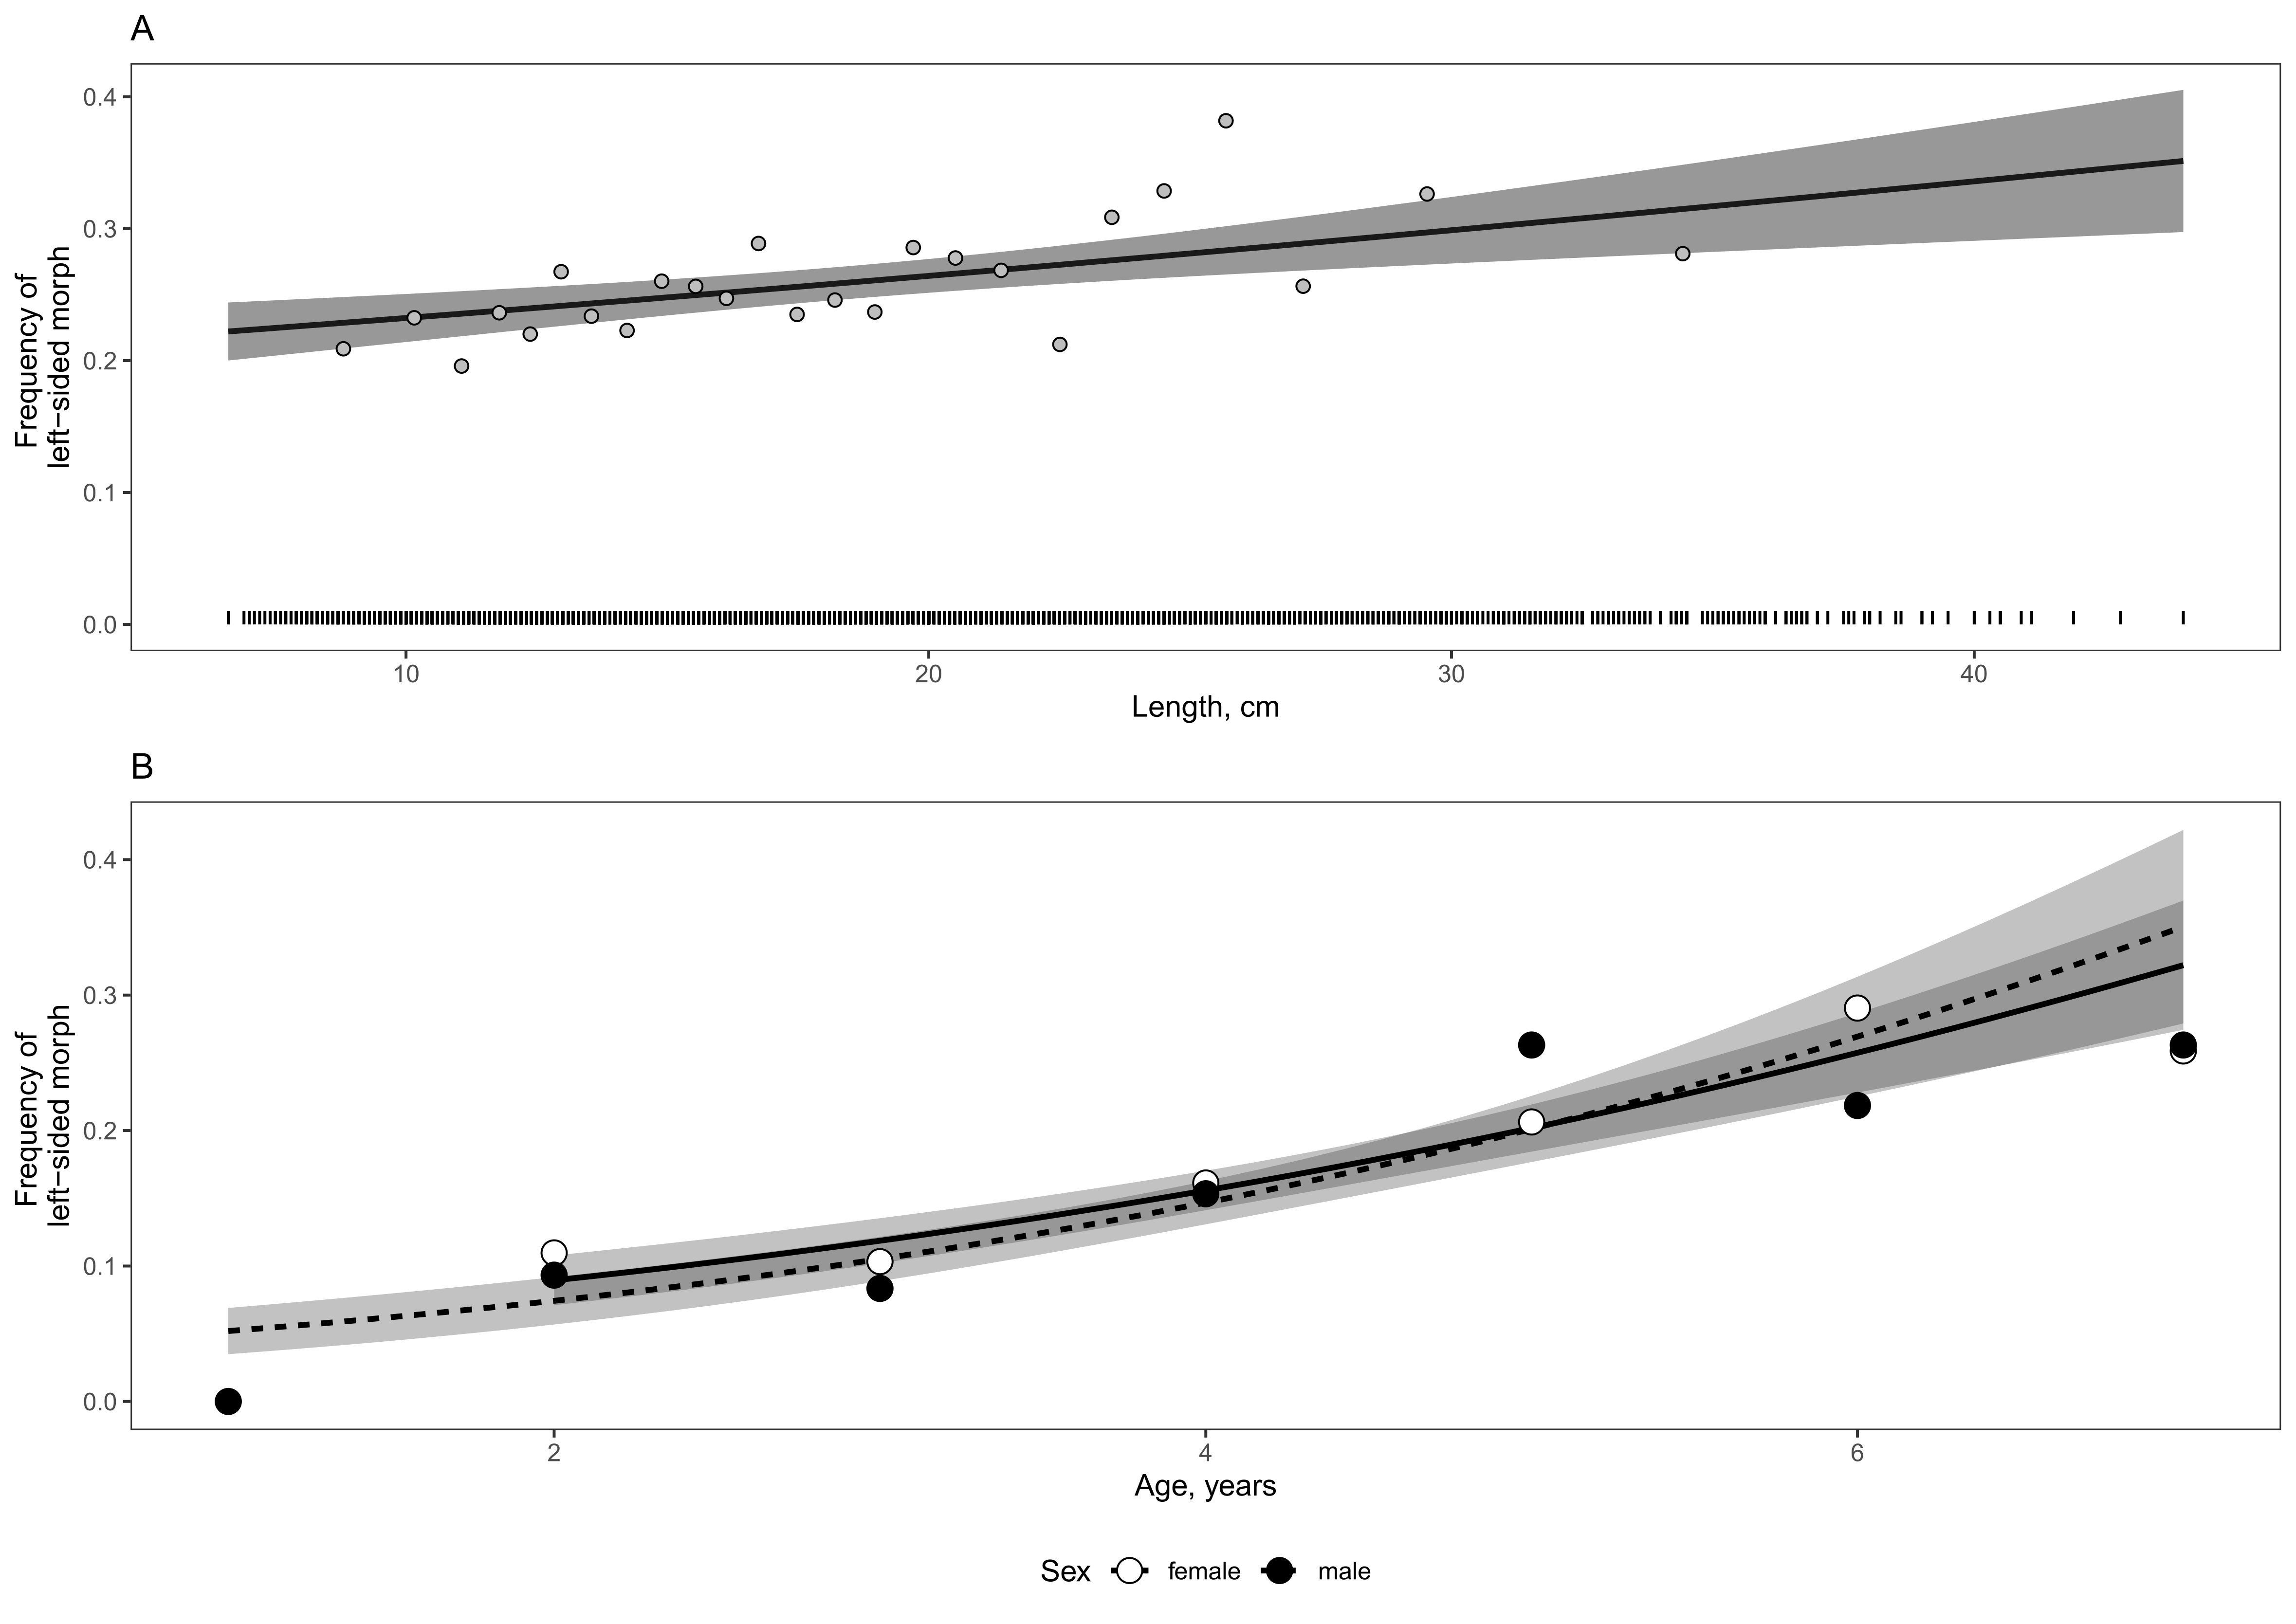 A
0.4
0.3
0.2
0.1
0.0
Frequency of
left−sided morph
10 20 30 40
Length, cm
B
0.4
0.3
0.2
0.1
0.0
Frequency of
left−sided morph
2 4 6
Age, years
Sex female male